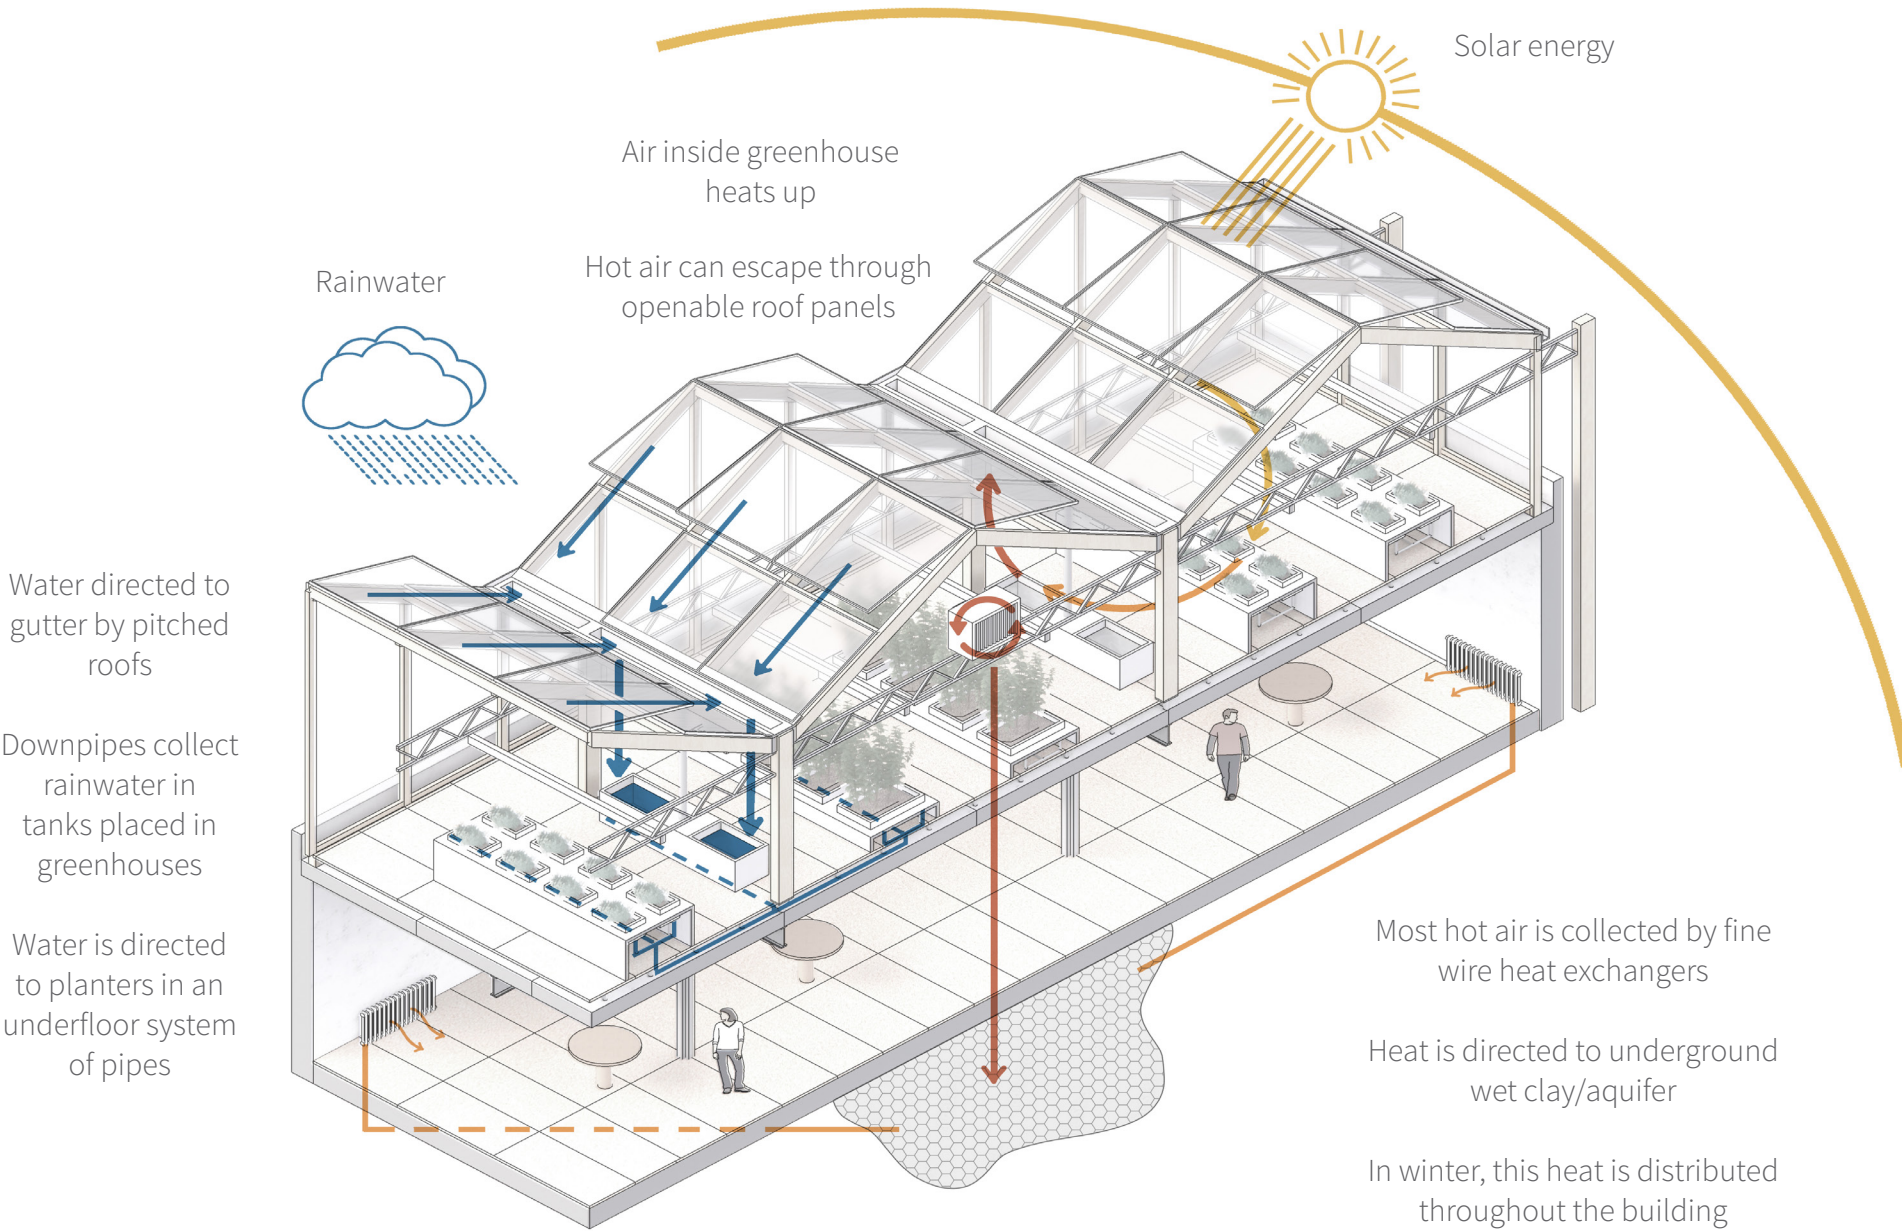 Solar energy
Air inside greenhouse
heats up
Hot air can escape through
openable roof panels
Rainwater
Water directed to
gutter by pitched
roofs
Downpipes collect
rainwater in
tanks placed in
greenhouses
Water is directed
to planters in an
underfloor system
of pipes
Most hot air is collected by fine
wire heat exchangers
Heat is directed to underground
wet clay/aquifer
In winter, this heat is distributed
throughout the building